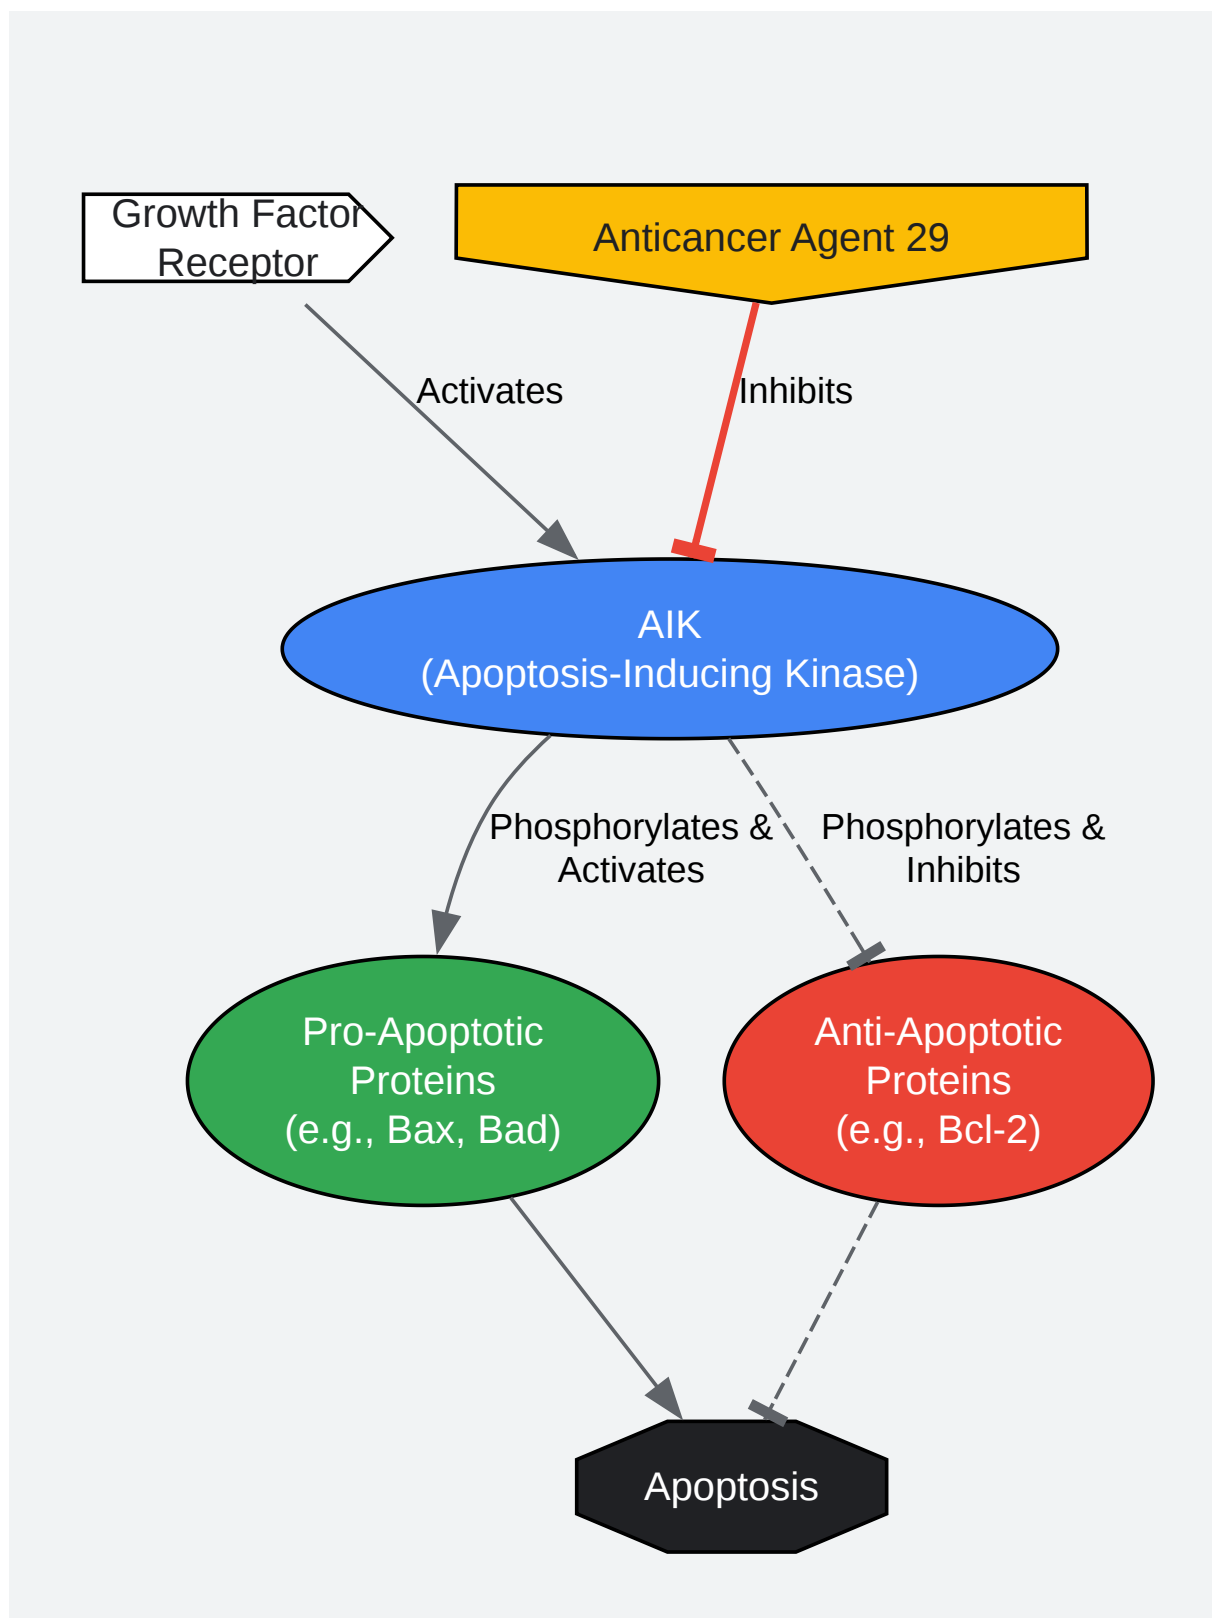 Growth Factor
Receptor
Anticancer Agent 29
Activates
Inhibits
AIK
(Apoptosis-Inducing Kinase)
Phosphorylates &
Activates
Phosphorylates &
Inhibits
Pro-Apoptotic
Proteins
(e.g., Bax, Bad)
Anti-Apoptotic
Proteins
(e.g., Bcl-2)
Apoptosis